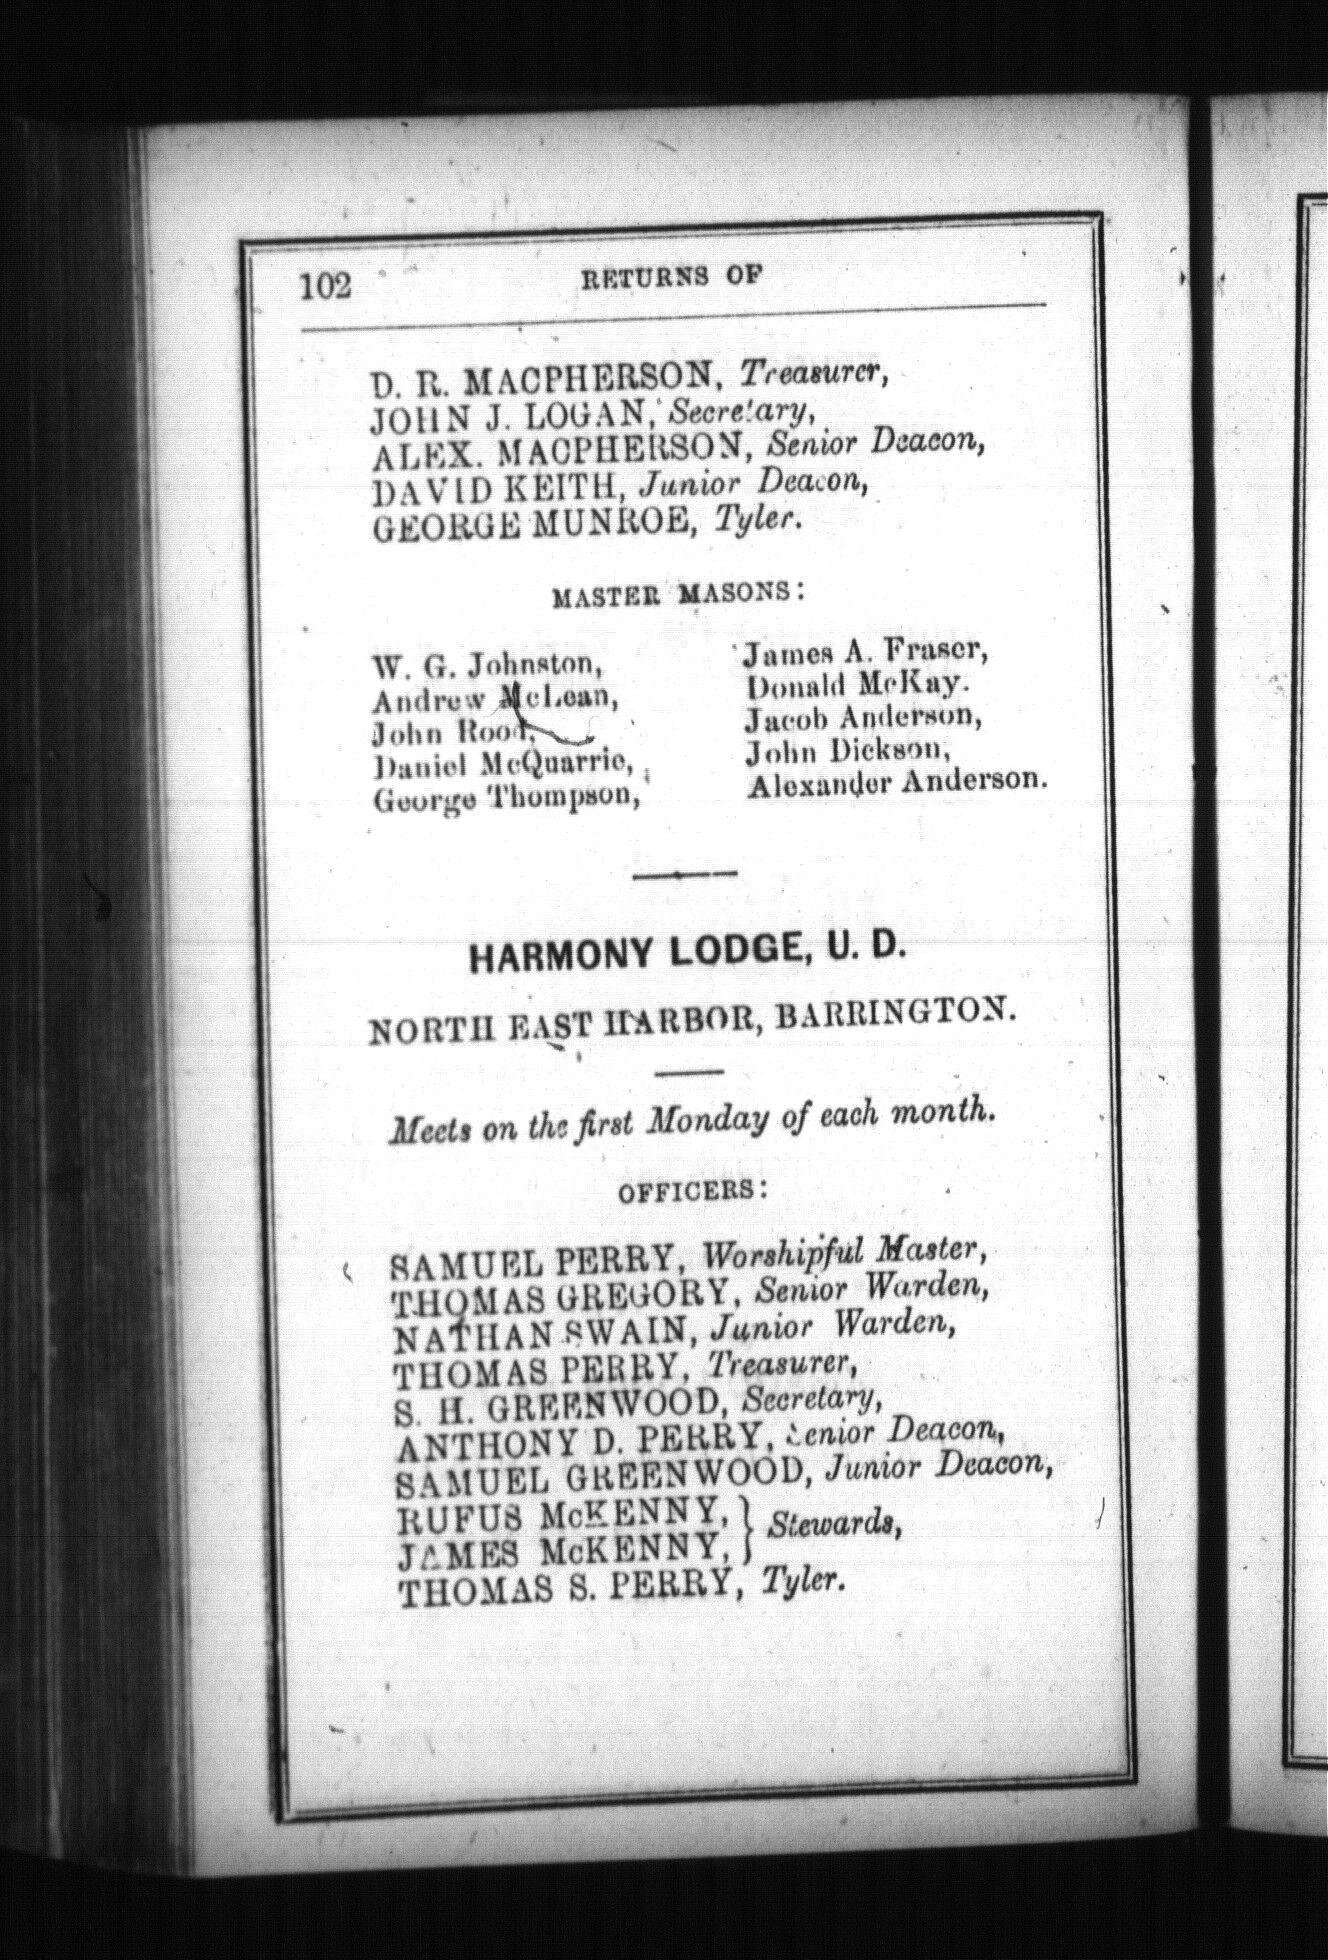 102
RETURNS OF
D. R. MACPHERSON, Treasurer,
JOHN J. LOGAN, Secretary,
ALEX. MACPHERSON, Senior Deacon,
DAVID KEITH, Junior Deacon,
GEORGE MUNROE, Tyler.
MASTER MASONS:
W. G. Johnston,
Andrew McLean,
John Rood,
Daniel McQuarrie,
George Thompson,
James A. Fraser,
Donald McKay.
Jacob Anderson,
John Dickson,
Alexander Anderson.
HARMONY LODGE, U. D.
NORTH EAST HARBOR, BARRINGTON.
Meets on the first Monday of each month.
OFFICERS:
SAMUEL PERRY, Worshipful Master,
THOMAS GREGORY, Senior Warden,
NATHAN SWAIN, Junior Warden,
THOMAS PERRY, Treasurer,
S. H. GREENWOOD, Secretary,
ANTHONY D. PERRY, Senior Deacon,
SAMUEL GREENWOOD, Junior Deacon,
RUFUS McKENNY, } Stewards,
JAMES McKENNY,
THOMAS S. PERRY, Tyler.